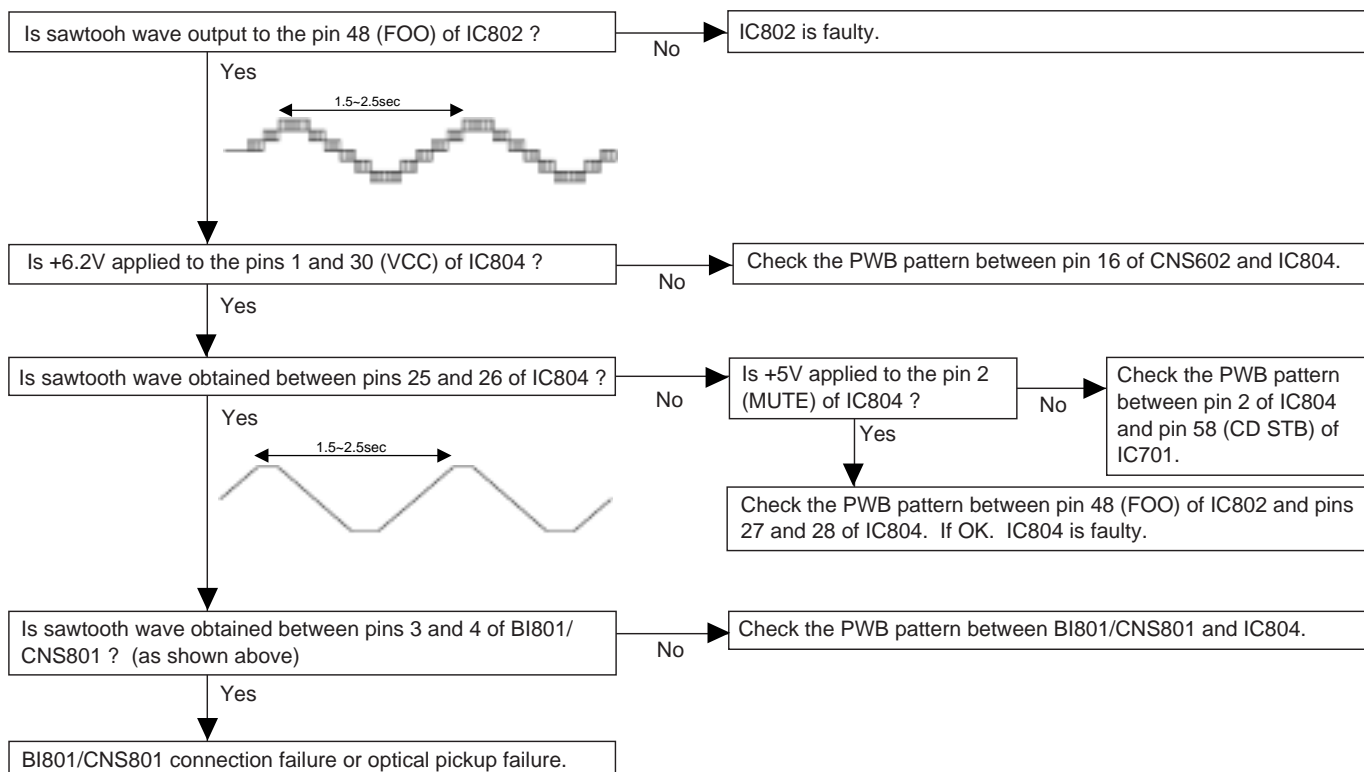 Is sawtooh wave output to the pin 48 (FOO) of IC802 ?
No
IC802 is faulty.
Yes
1.5~2.5sec
Is +6.2V applied to the pins 1 and 30 (VCC) of IC804 ?
No
Check the PWB pattern between pin 16 of CNS602 and IC804.
Yes
Is sawtooth wave obtained between pins 25 and 26 of IC804 ?
No
Is +5V applied to the pin 2
(MUTE) of IC804 ?
No
Check the PWB pattern
between pin 2 of IC804
and pin 58 (CD STB) of
IC701.
Yes
Check the PWB pattern between pin 48 (FOO) of IC802 and pins
27 and 28 of IC804.  If OK.  IC804 is faulty.
Yes
1.5~2.5sec
Is sawtooth wave obtained between pins 3 and 4 of BI801/
CNS801 ?  (as shown above)
No
Check the PWB pattern between BI801/CNS801 and IC804.
Yes
BI801/CNS801 connection failure or optical pickup failure.